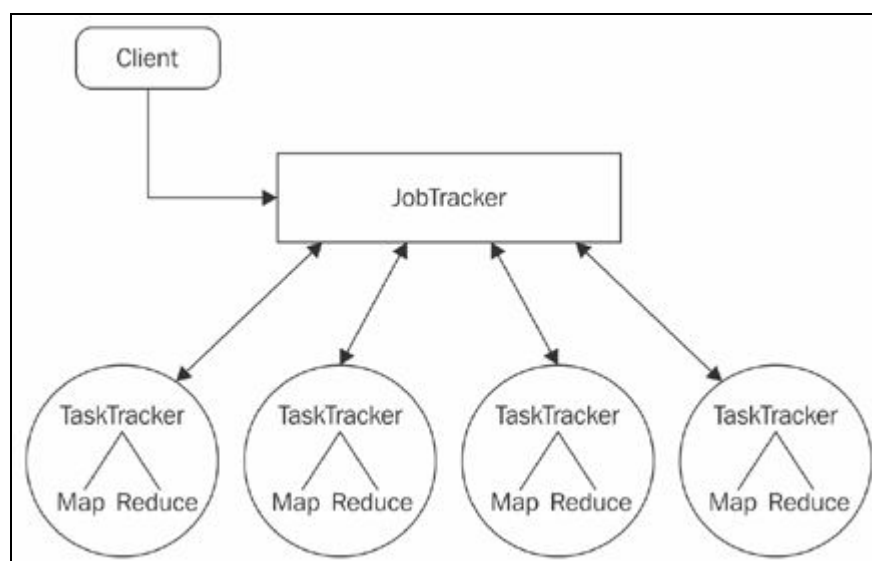 Client
JobTracker
TaskTracker TaskTracker TaskTracker TaskTracker
Map Reduce Map Reduce Map Reduce Map Reduce